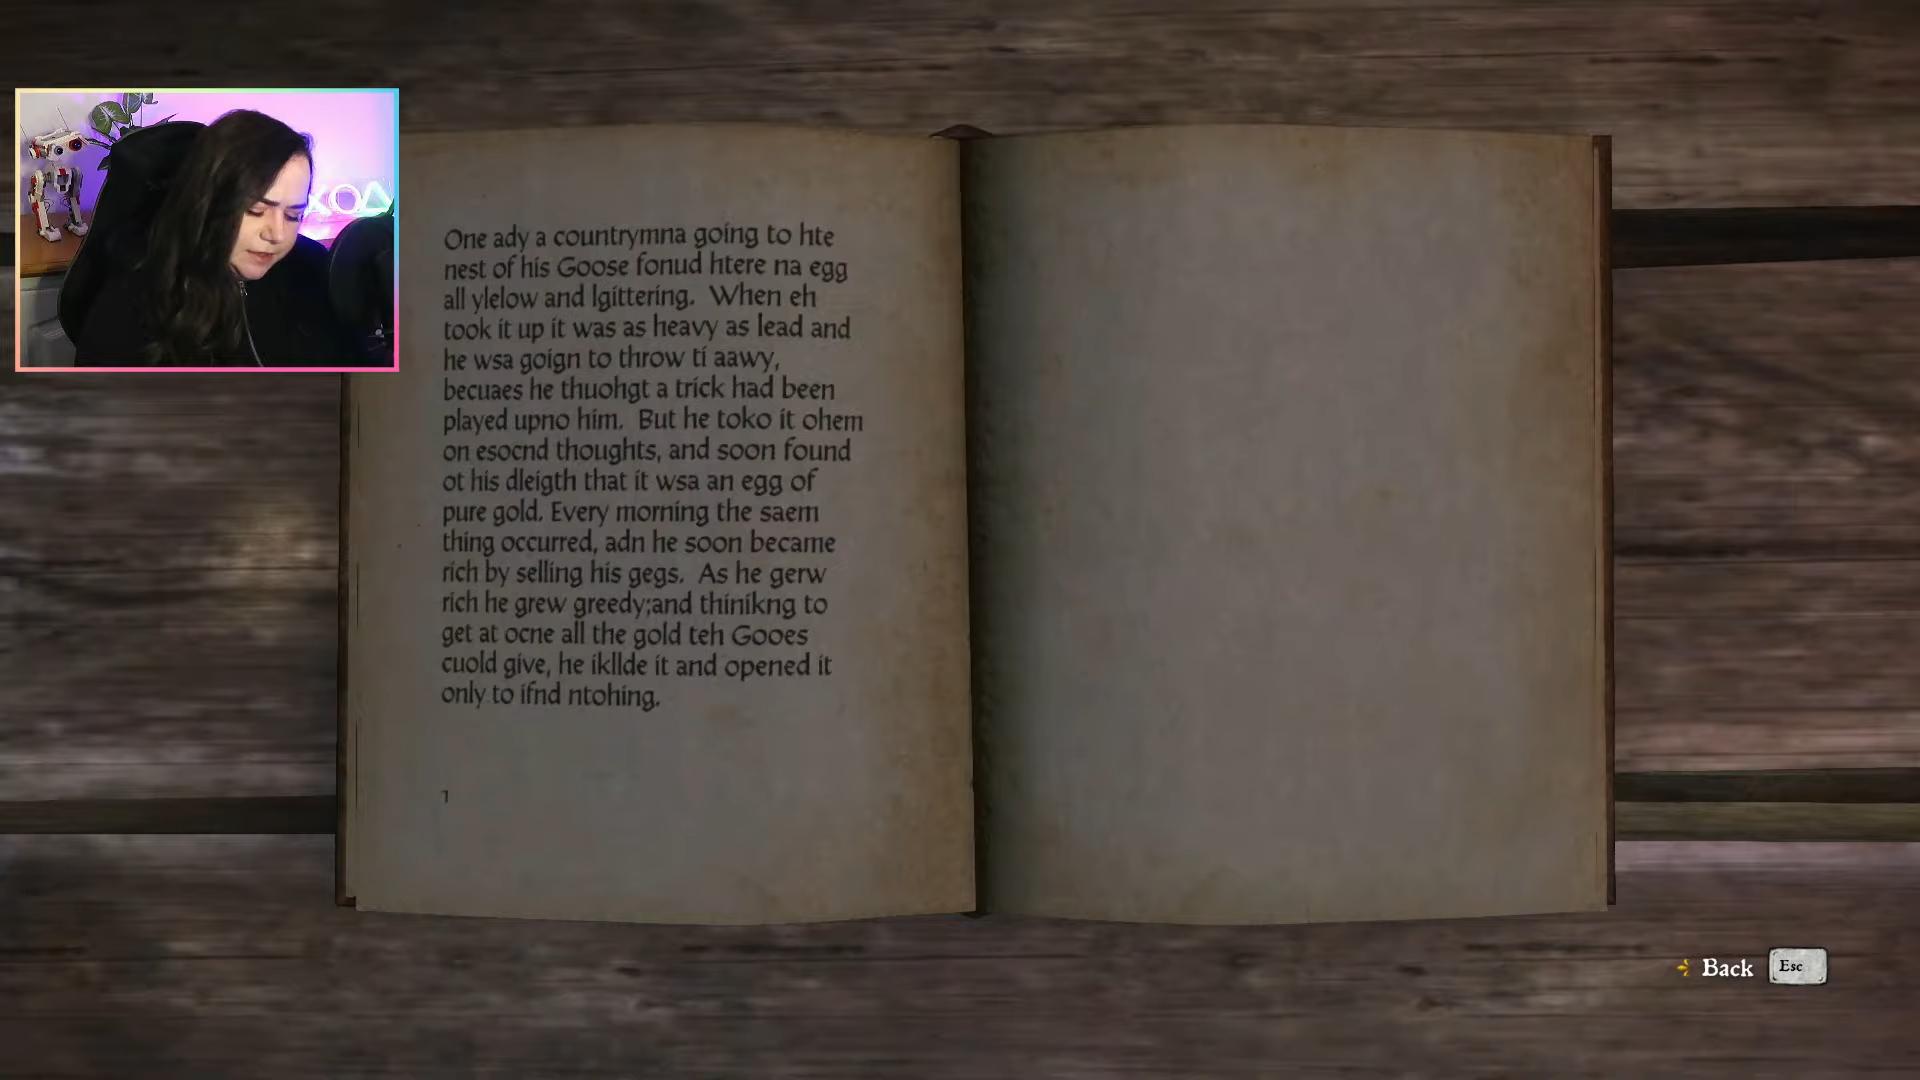 One ady a countrymna going to hte
nest of his Goose fonud htere na egg
all ylelow and lgittering.  When eh
took it up it was as heavy as lead and
he wsa goign to throw ti aawy,
becuaes he thuohgt a trick had been
played upno him.  But he toko it ohem
on esocnd thoughts, and soon found
ot his dleigth that it wsa an egg of
pure gold. Every morning the saem
thing occurred, adn he soon became
rich by selling his gegs.  As he gerw
rich he grew greedy;and thinikng to
get at ocne all the gold teh Gooes
cuold give, he ikllde it and opened it
only to ifnd ntohing.
1
Back Esc